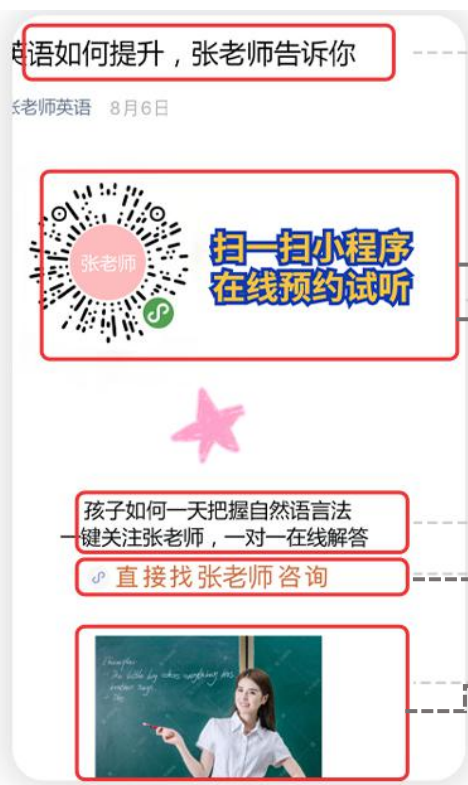 英语如何提升，张老师告诉你
张老师英语 8月6日
张老师
扫一扫小程序
在线预约试听
孩子如何一天把握自然语言法
一键关注张老师，一对一在线解答
直接找张老师咨询